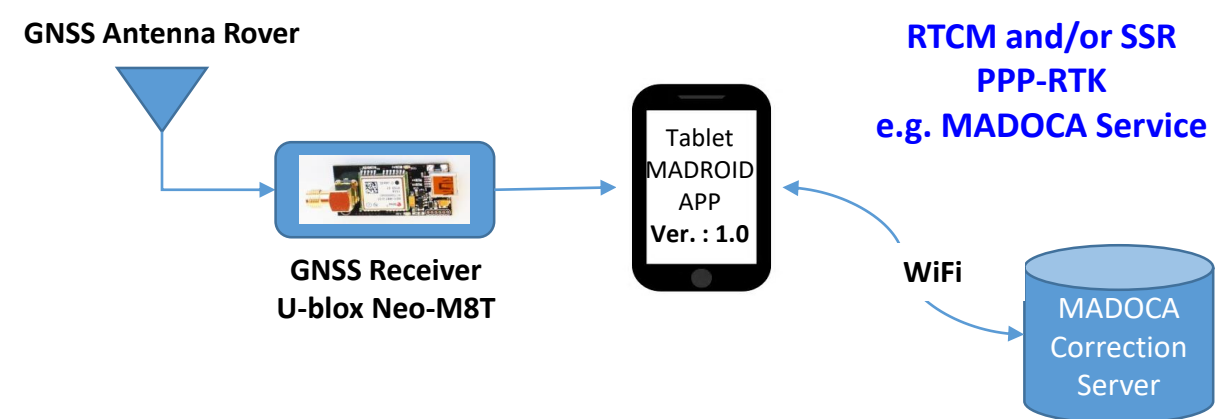 GNSS Antenna Rover
RTCM and/or SSR
PPP-RTK
e.g. MADOCA Service
Tablet
MADROID
APP
Ver. : 1.0
GNSS Receiver
U-blox Neo-M8T
WiFi
MADOCA
Correction
Server